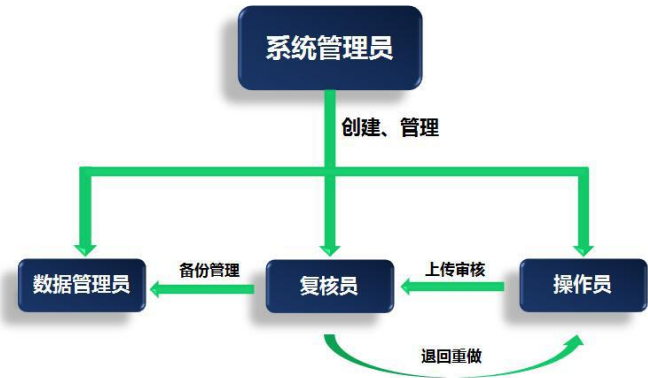 系统管理员
创建、管理
数据管理员
备份管理
复核员
上传审核
操作员
退回重做